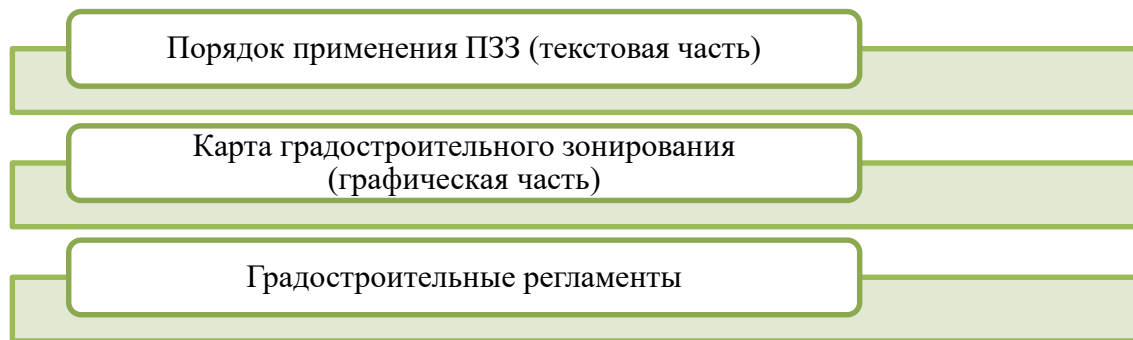 Порядок применения ПЗЗ (текстовая часть)
Карта градостроительного зонирования
(графическая часть)
Градостроительные регламенты